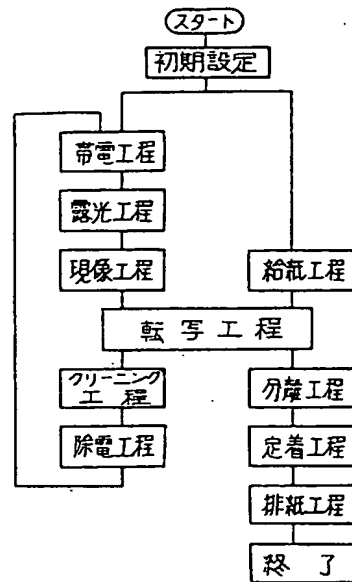 スタート
初期設定
帯電工程
露光工程
現像工程
給紙工程
転写工程
クリーニング
工程
分離工程
除電工程
定着工程
排紙工程
終了